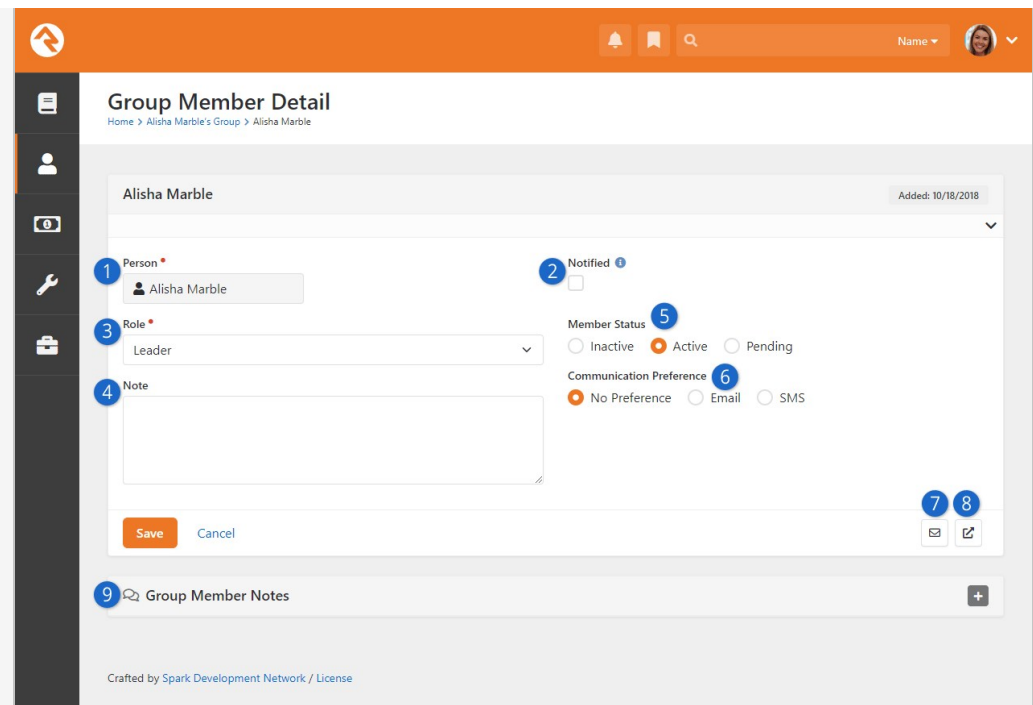 Name
Group Member Detail
Home > Alisha Marble's Group > Alisha Marble
Alisha Marble
Added: 10/18/2018
1 Person •
2 Notified
Alisha Marble
3 Role •
Leader
4 Note
Member Status 5
Inactive Active Pending
Communication Preference 6
No Preference Email SMS
7 8
Save Cancel
9 Group Member Notes
Crafted by Spark Development Network / License